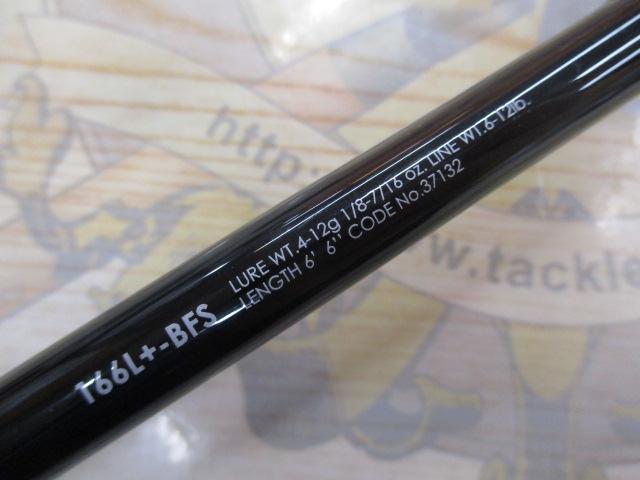 T66L+-BFS
LURE WT.4-12g 1/8-7/16 oz. LINE WT.6-12lb.
LENGTH 6' 6" CODE No.37132
http:
www.tackle